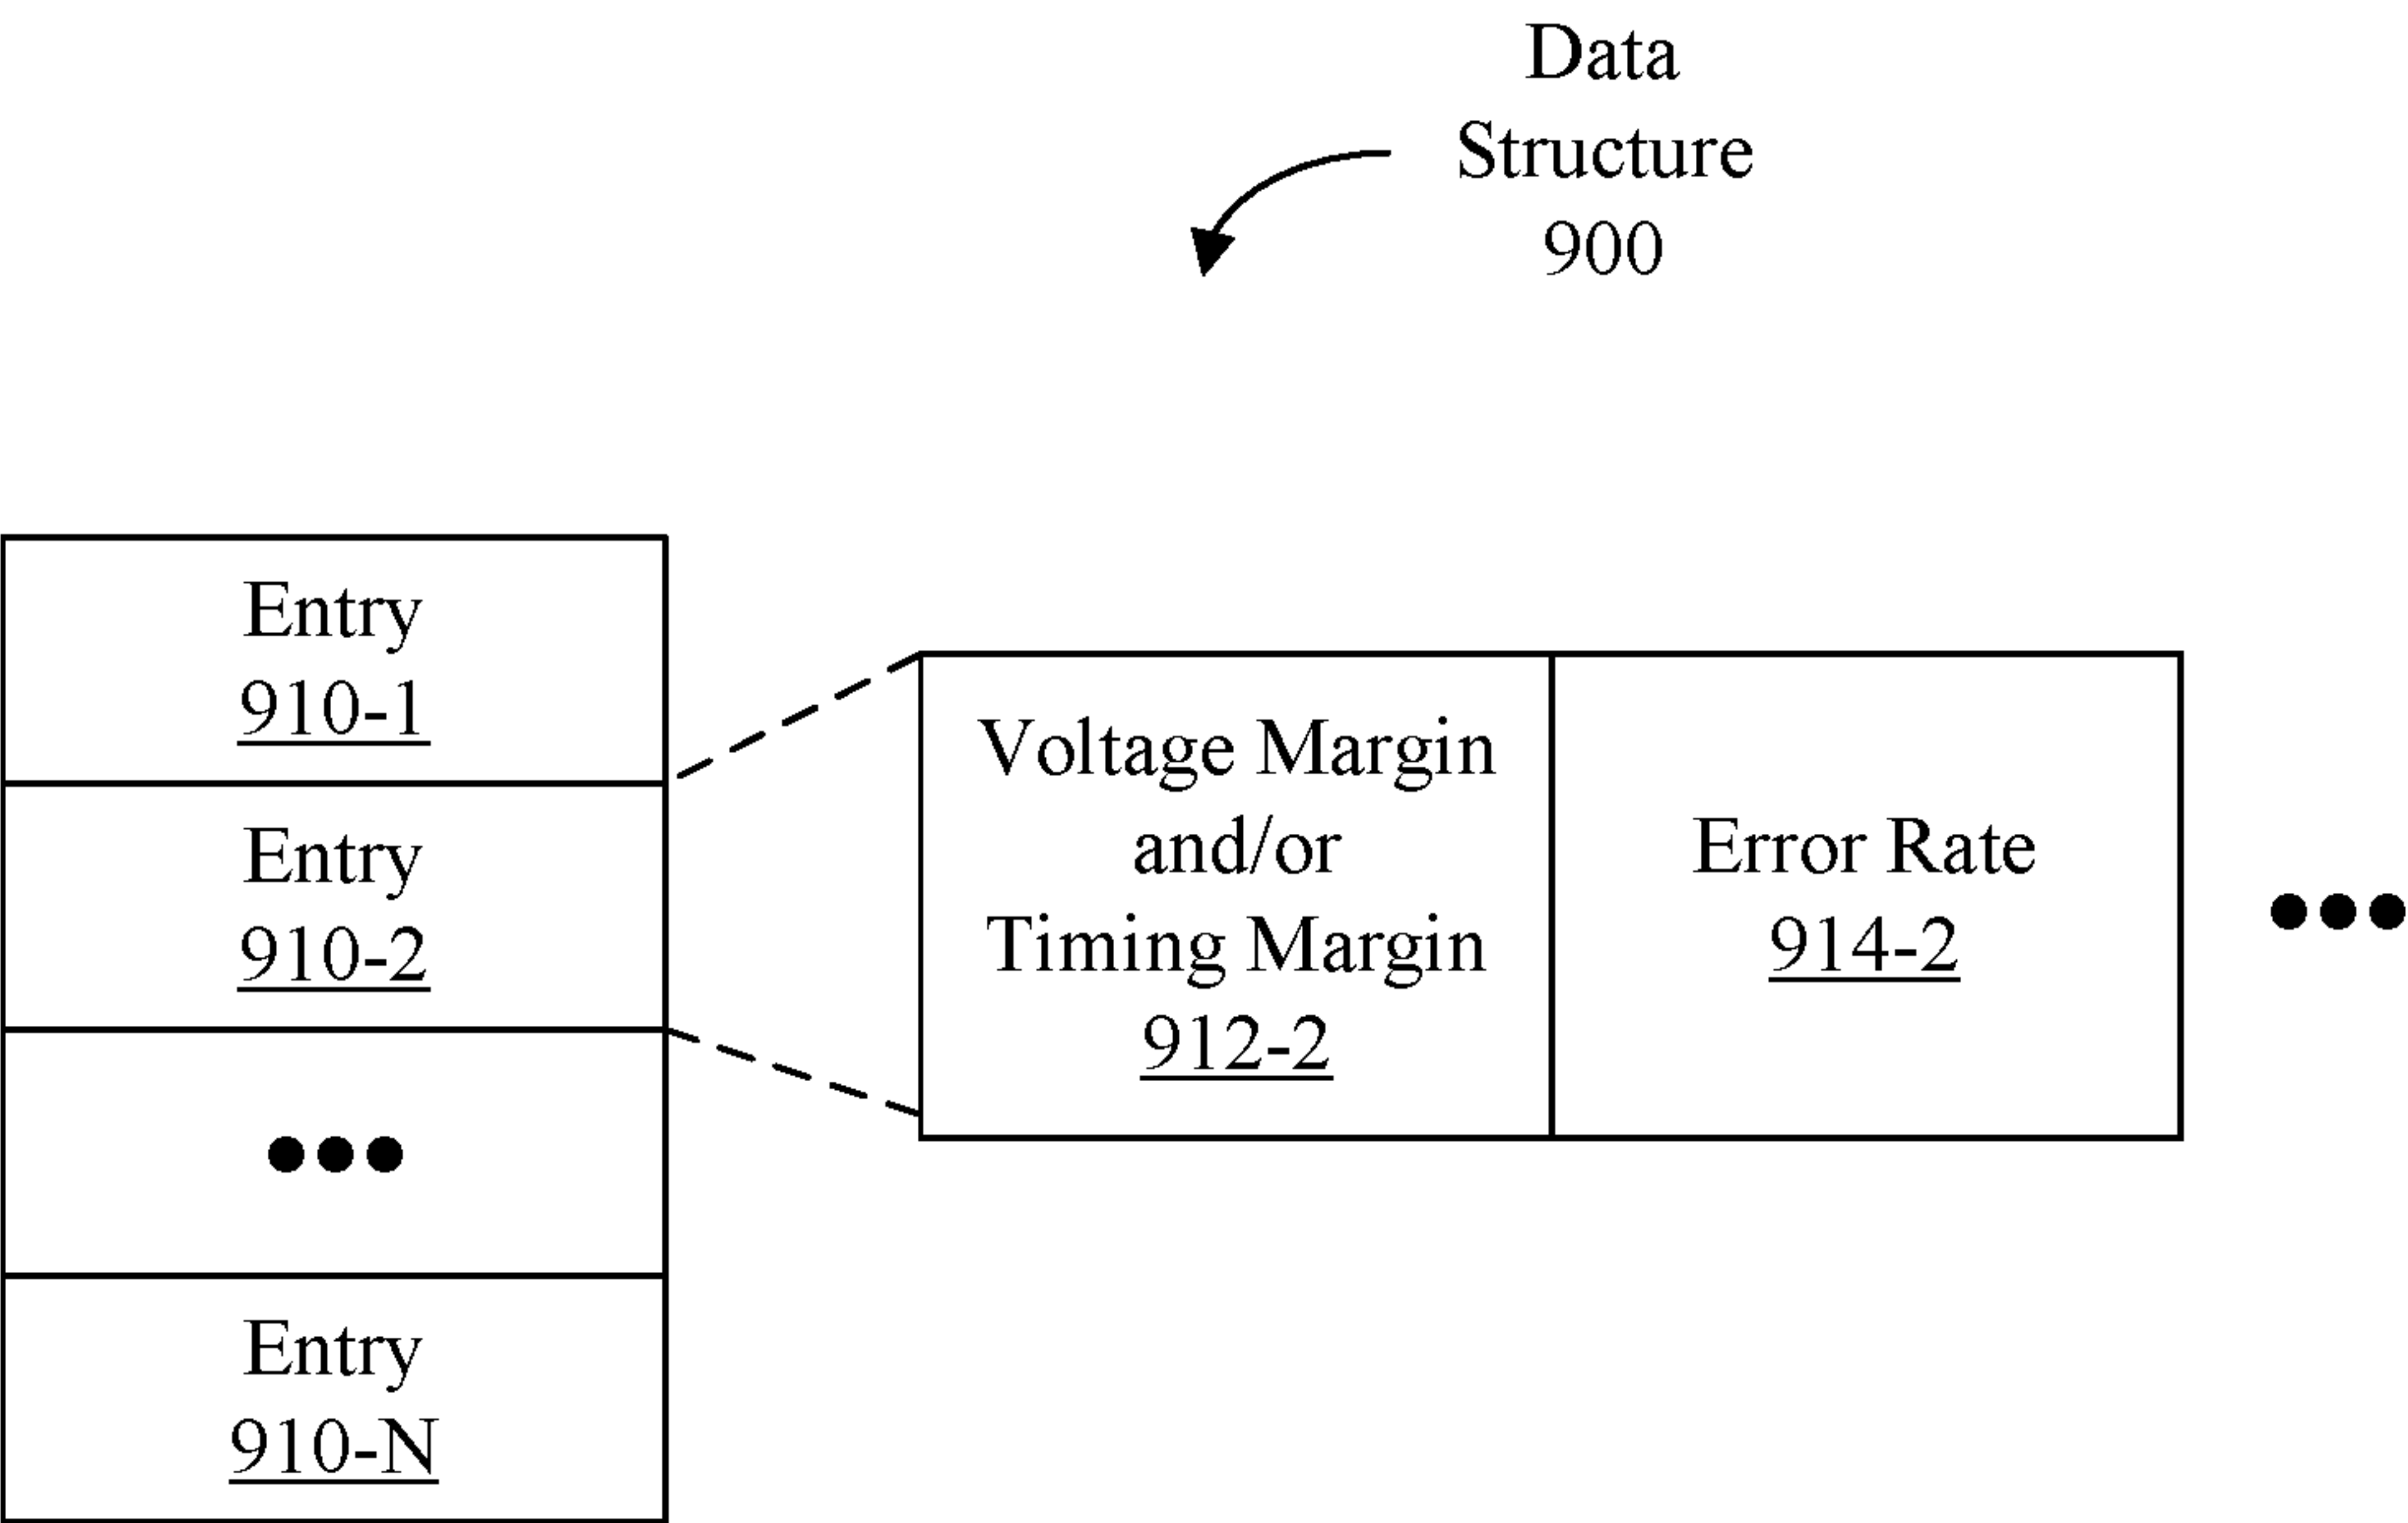 Data
Structure
900
Entry
910-1
Entry
910-2
•••
Entry
910-N
Voltage Margin
and/or
Timing Margin
912-2
Error Rate
914-2
•••